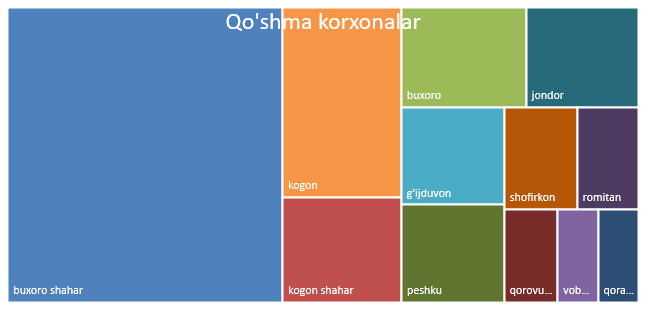 Qo'shma korxonalar
buxoro shahar
kogon
kogon shahar
buxoro
jondor
g'ijduvon
shofirkon
romitan
peshku
qorovu...
vob...
qora...